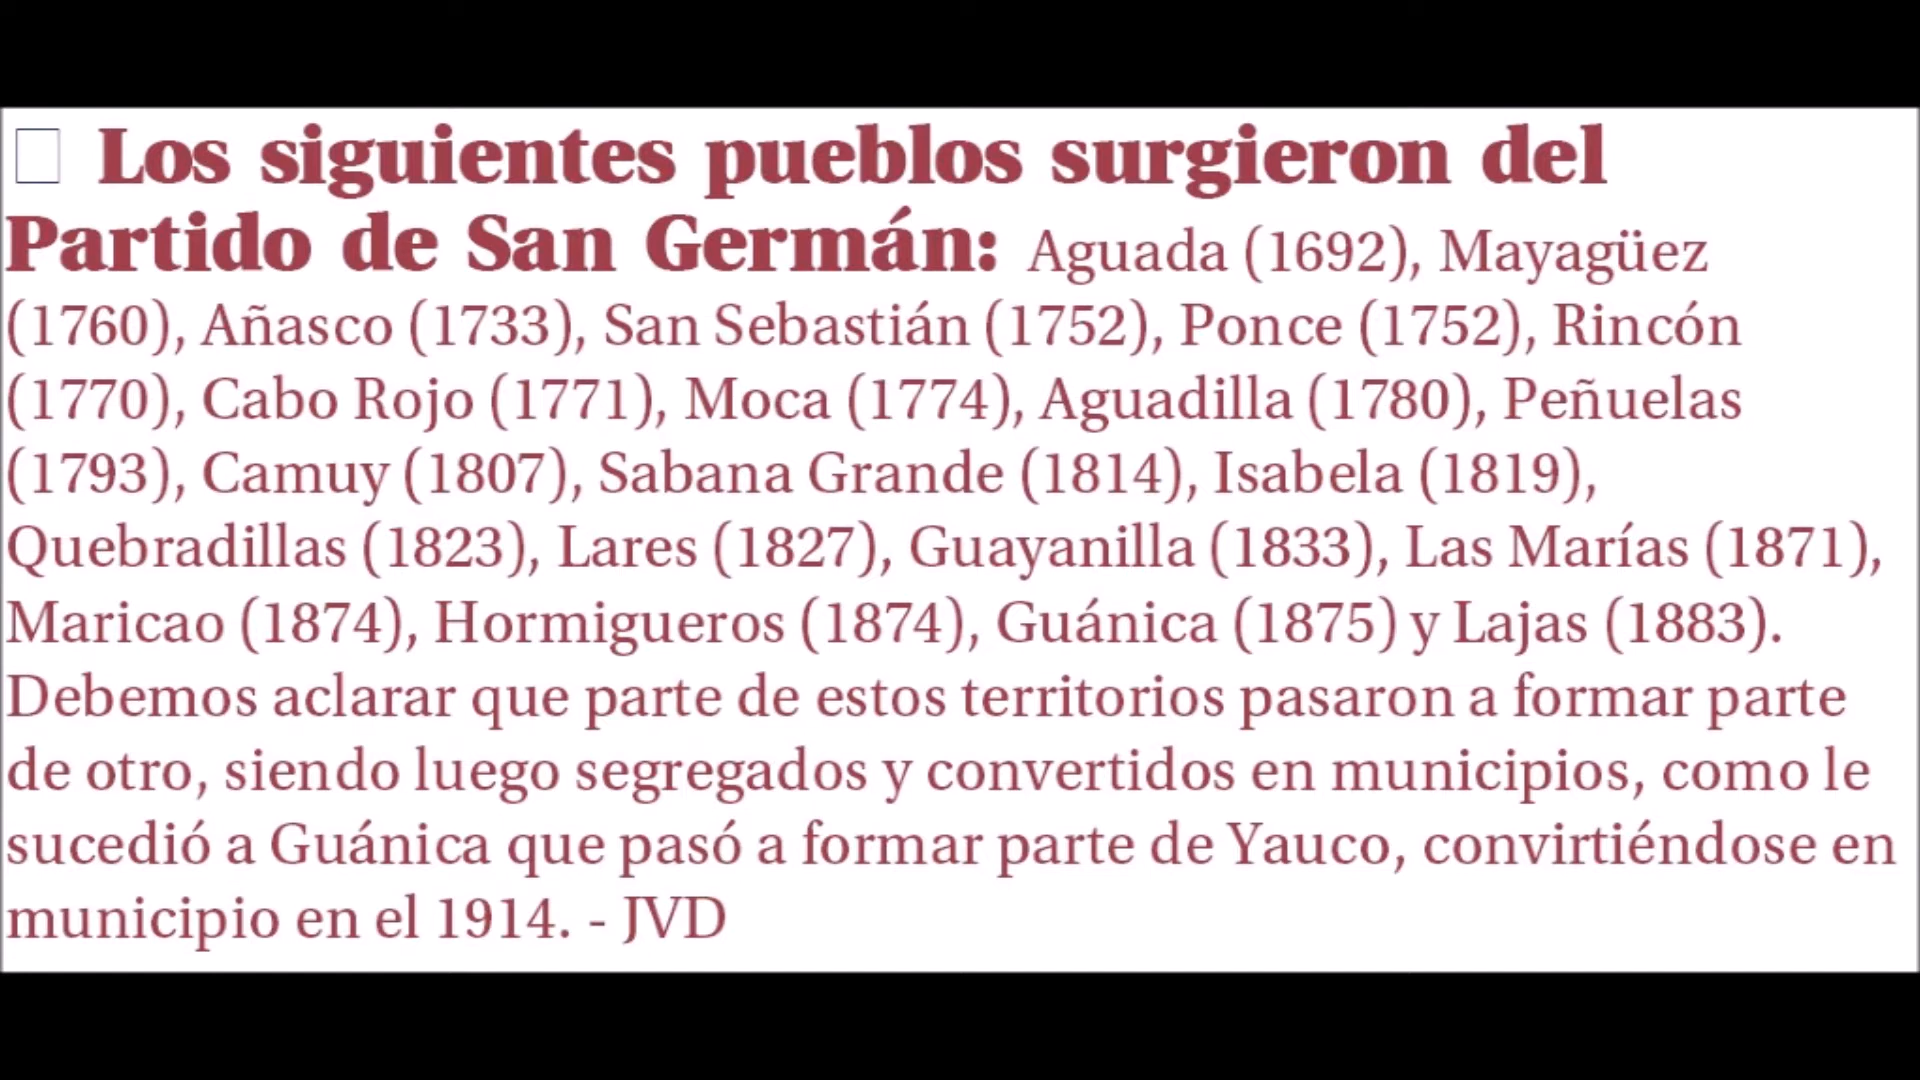 Los siguientes pueblos surgieron del
Partido de San Germán: Aguada (1692), Mayagüez
(1760), Añasco (1733), San Sebastián (1752), Ponce (1752), Rincón
(1770), Cabo Rojo (1771), Moca (1774), Aguadilla (1780), Peñuelas
(1793), Camuy (1807), Sabana Grande (1814), Isabela (1819),
Quebradillas (1823), Lares (1827), Guayanilla (1833), Las Marías (1871),
Maricao (1874), Hormigueros (1874), Guánica (1875) y Lajas (1883).
Debemos aclarar que parte de estos territorios pasaron a formar parte
de otro, siendo luego segregados y convertidos en municipios, como le
sucedió a Guánica que pasó a formar parte de Yauco, convirtiéndose en
municipio en el 1914. - JVD